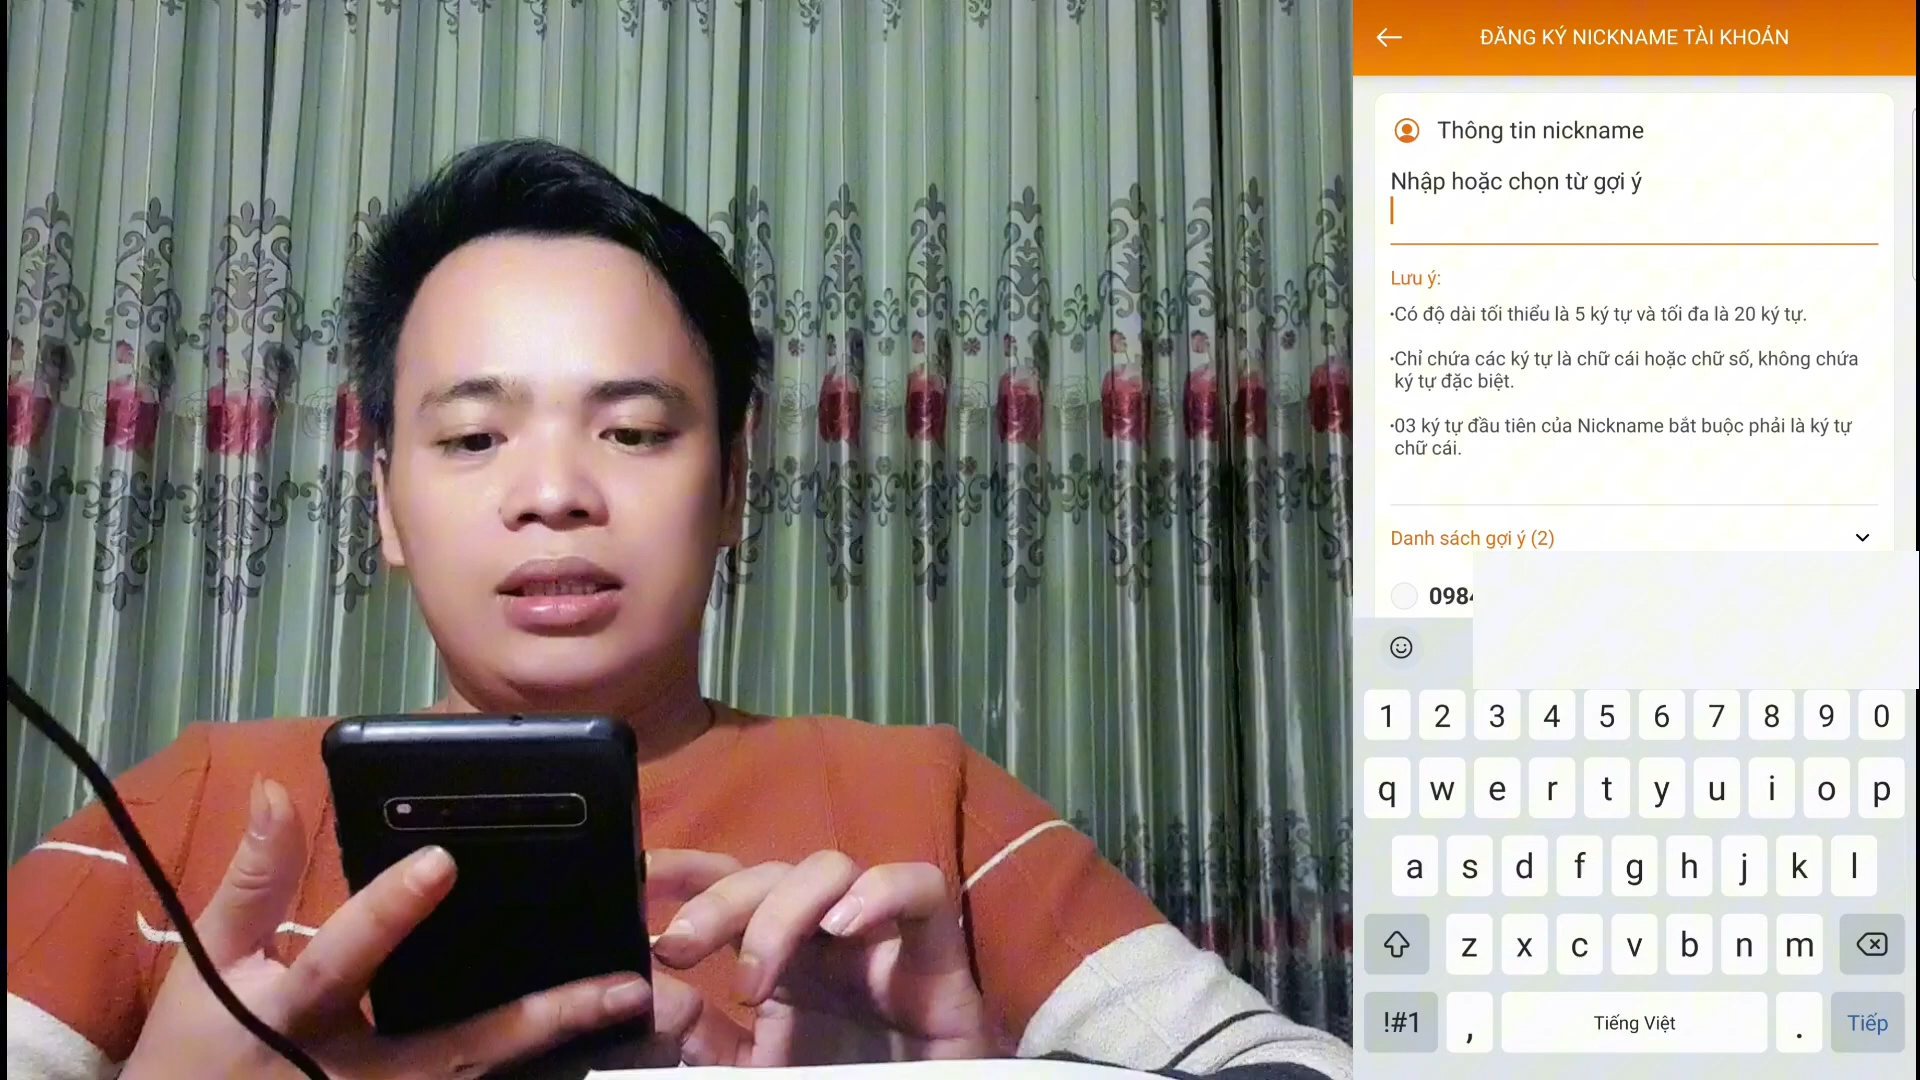 ĐĂNG KÝ NICKNAME TÀI KHOẢN
Thông tin nickname
Nhập hoặc chọn từ gợi ý
Lưu ý:
•Có độ dài tối thiểu là 5 ký tự và tối đa là 20 ký tự.
•Chỉ chứa các ký tự là chữ cái hoặc chữ số, không chứa
ký tự đặc biệt.
•03 ký tự đầu tiên của Nickname bắt buộc phải là ký tự
chữ cái.
Danh sách gợi ý (2)
098
1 2 3 4 5 6 7 8 9 0
q w e r t y u i o p
a s d f g h j k l
z x c v b n m
!#1 , Tiếng Việt . Tiếp